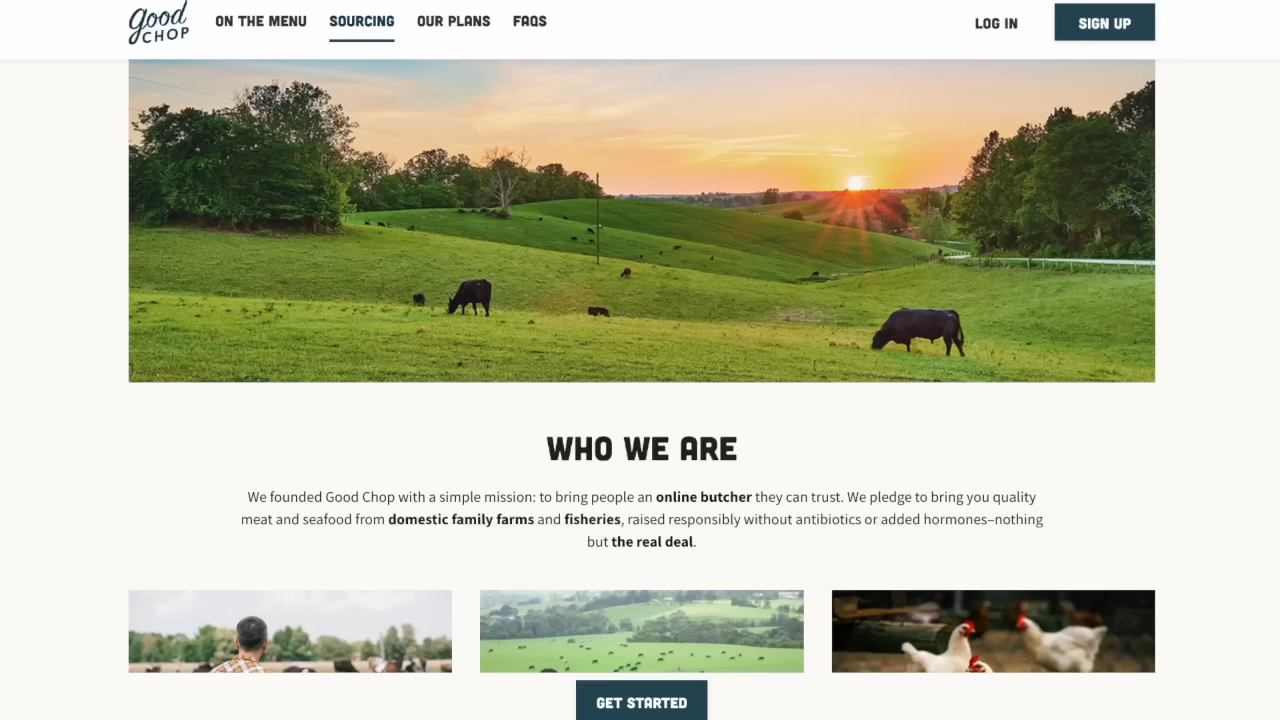 good
CHOP
ON THE MENU
SOURCING
OUR PLANS
FAQS
LOG IN
SIGN UP
WHO WE ARE
We founded Good Chop with a simple mission: to bring people an online butcher they can trust. We pledge to bring you quality
meat and seafood from domestic family farms and fisheries, raised responsibly without antibiotics or added hormones–nothing
but the real deal.
GET STARTED